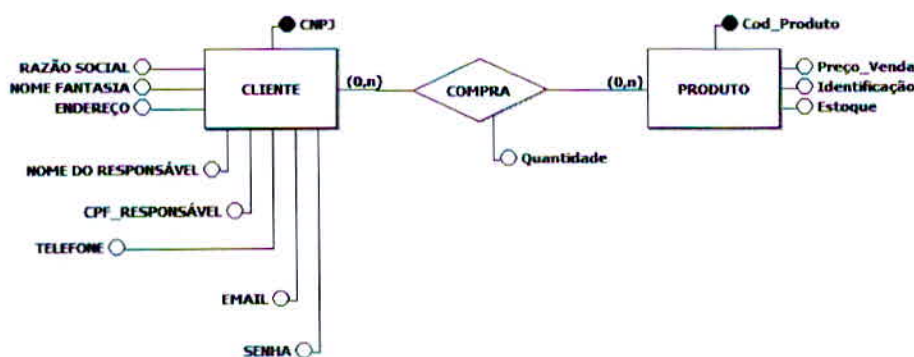 CNPJ
Cod_Produto
RAZÃO SOCIAL
NOME FANTASIA
ENDEREÇO
CLIENTE
(0,n)
COMPRA
(0,n)
PRODUTO
Preço_Venda
Identificação
Estoque
Quantidade
NOME DO RESPONSÁVEL
CPF_RESPONSÁVEL
TELEFONE
EMAIL
SENHA